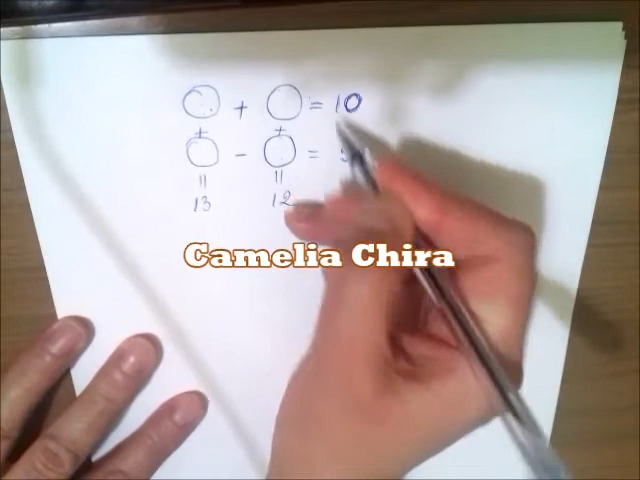 + = 10
+ +
- =
= =
13 12
Camelia Chira